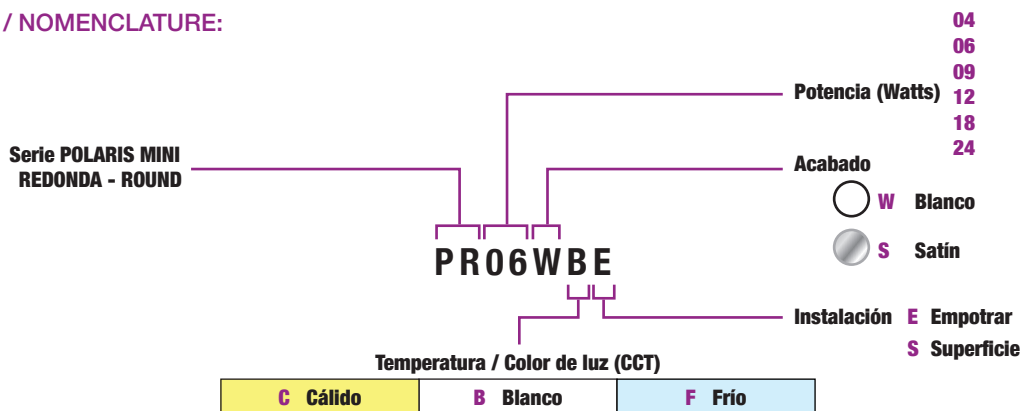 / NOMENCLATURE:
04
06
09
Potencia (Watts) 12
18
24
Serie POLARIS MINI
REDONDA - ROUND
Acabado
W Blanco
S Satín
PR06WBE
Instalación E Empotrar
S Superficie
Temperatura / Color de luz (CCT)
C Cálido B Blanco F Frío